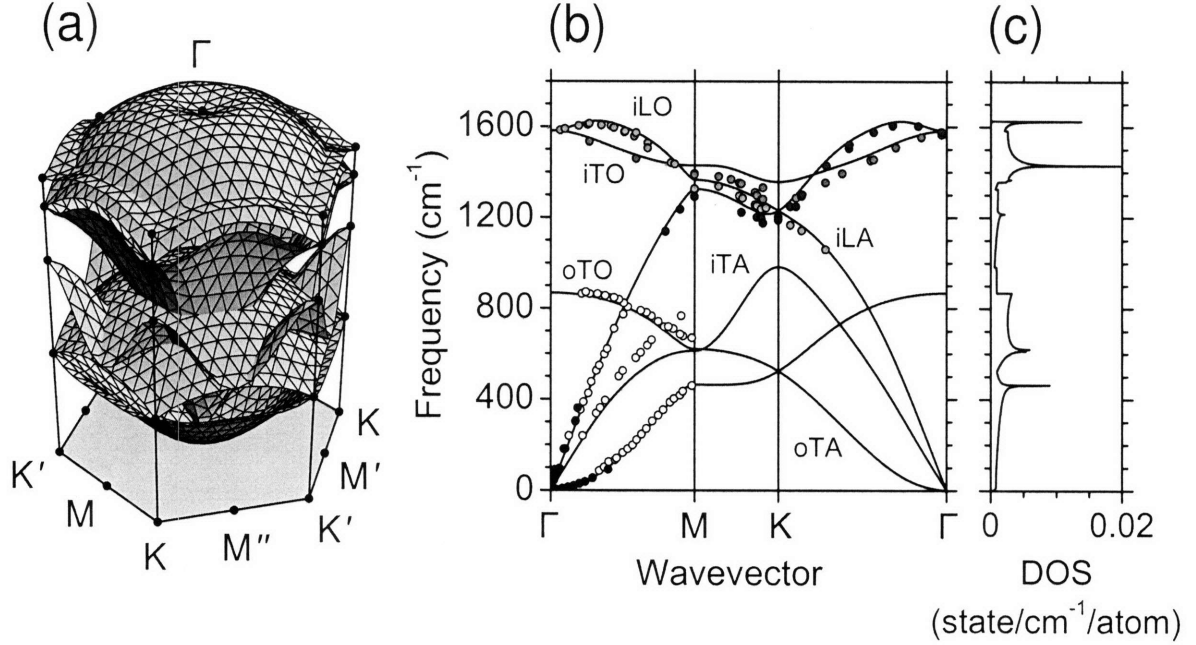 (a)
Γ
K′
M
K
M″
K′
M′
K
(b)
Frequency (cm⁻¹)
1600
1200
800
400
0
iLO
iTO
oTO
iTA
iLA
oTA
Γ
M
K
Γ
Wavevector
(c)
0
0.02
DOS
(state/cm⁻¹/atom)